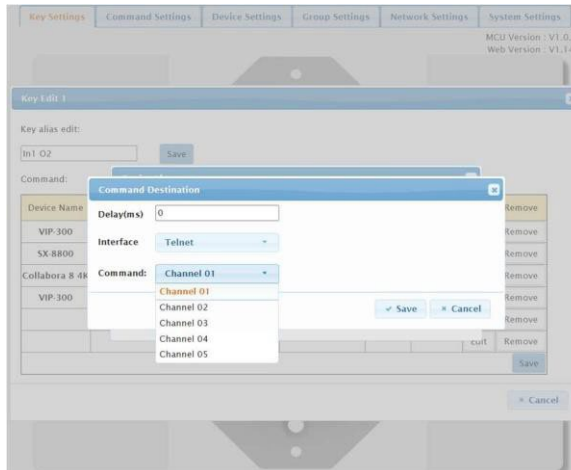 Key Settings Command Settings Device Settings Group Settings Network Settings System Settings
MCU Version : V1.0.
Web Version : V1.1
Key Edit 1
Key alias edit:
In1 O2 Save
Command:
Command Destination
Device Name Delay(ms) 0 Remove
VIP-300 Interface Telnet Remove
SX-8800 Remove
Collabora 8 4K Command: Channel 01 Remove
Channel 01
VIP-300 Remove
Channel 02 Save Cancel
Channel 03 Remove
Channel 04 Edit Remove
Channel 05
Save
Cancel